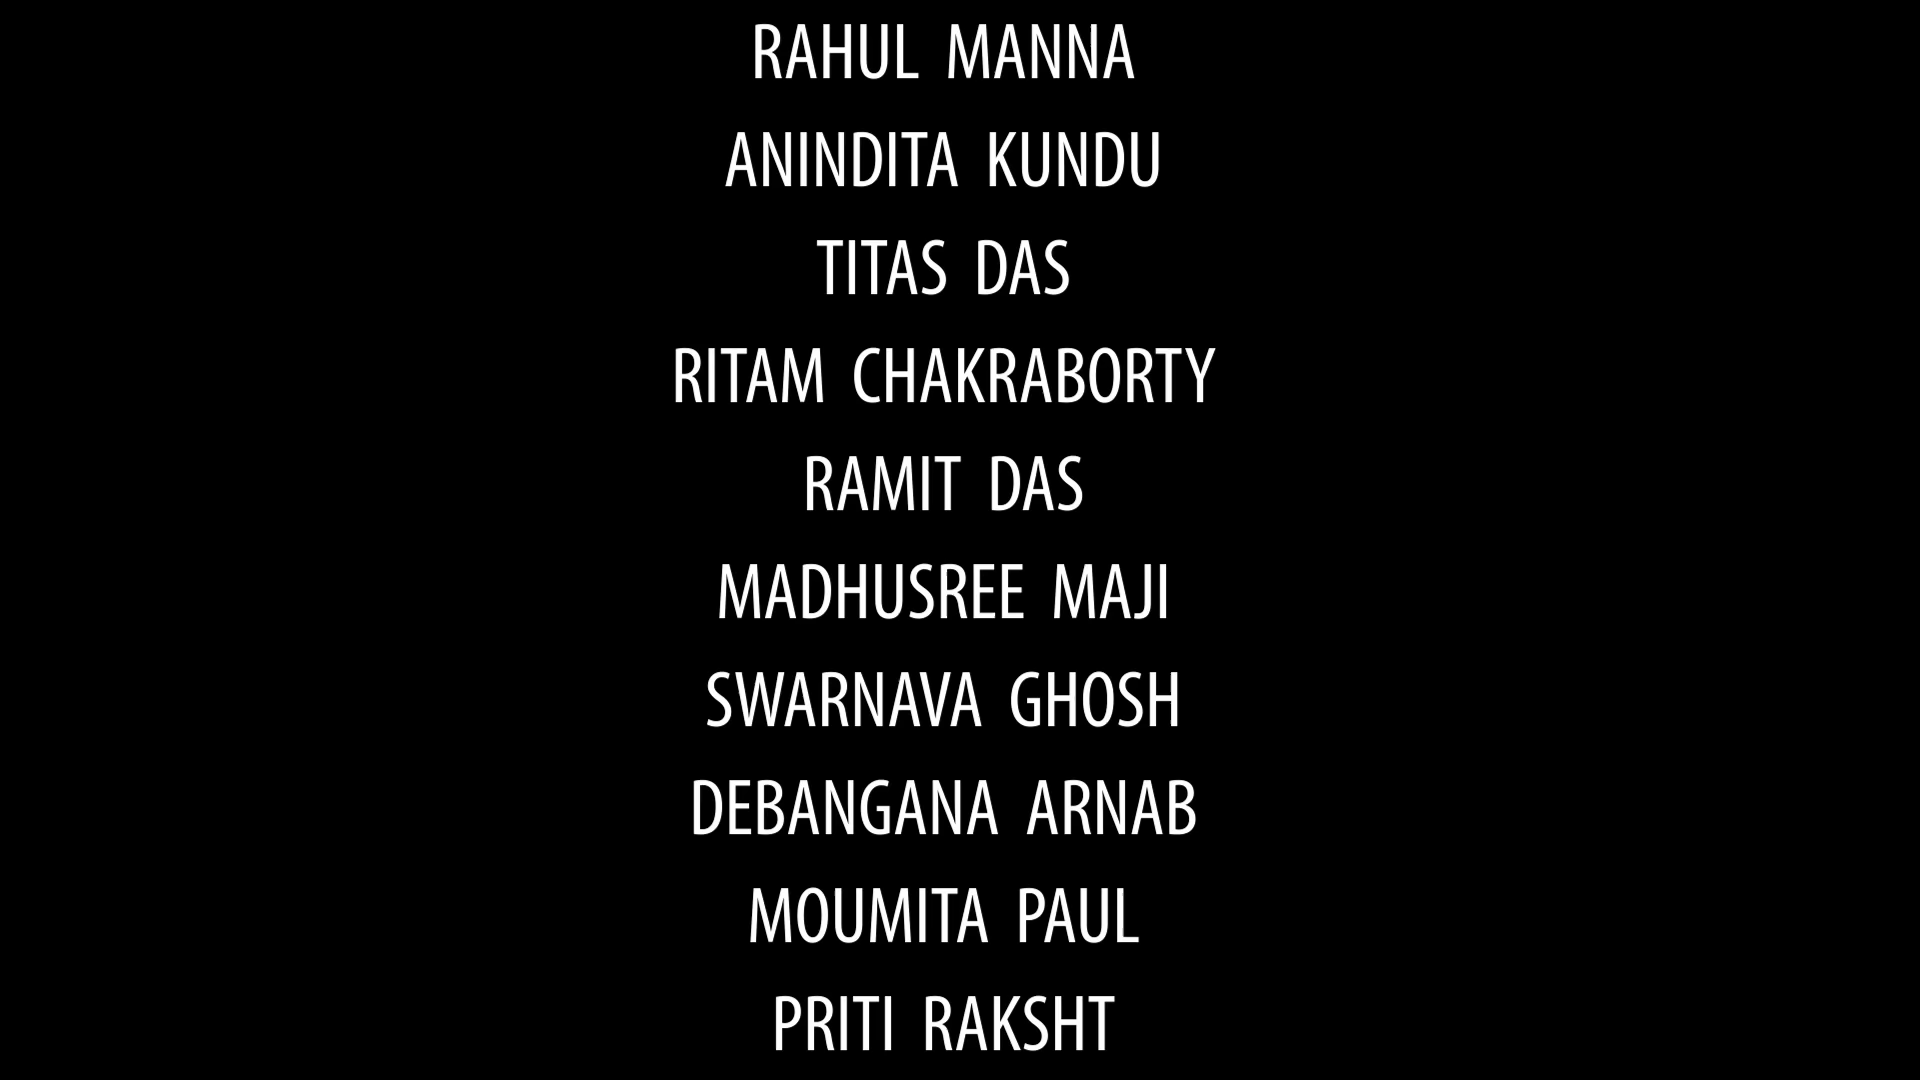 RAHUL MANNA
ANINDITA KUNDU
TITAS DAS
RITAM CHAKRABORTY
RAMIT DAS
MADHUSREE MAJI
SWARNAVA GHOSH
DEBANGANA ARNAB
MOUMITA PAUL
PRITI RAKSHT